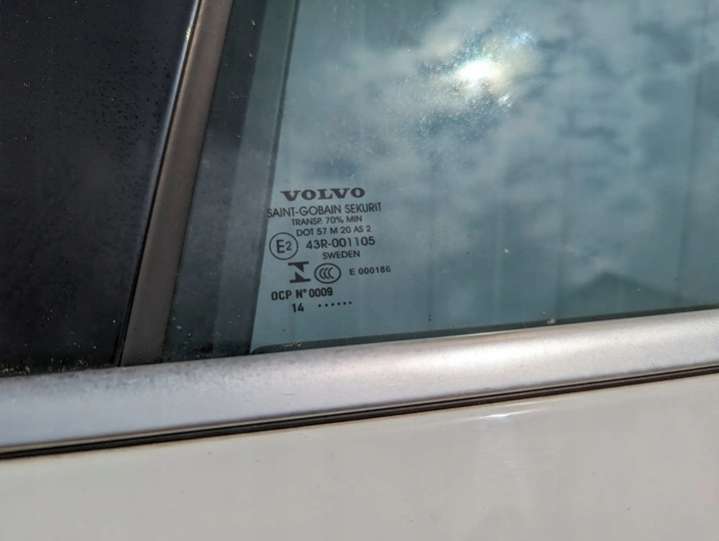 VOLVO
SAINT-GOBAIN SEKURIT
TRANSP. 70% MIN
DOT 57 M 20 AS 2
E2 43R-001105
SWEDEN
CCC E 000186
OCP N° 0009
14 ......